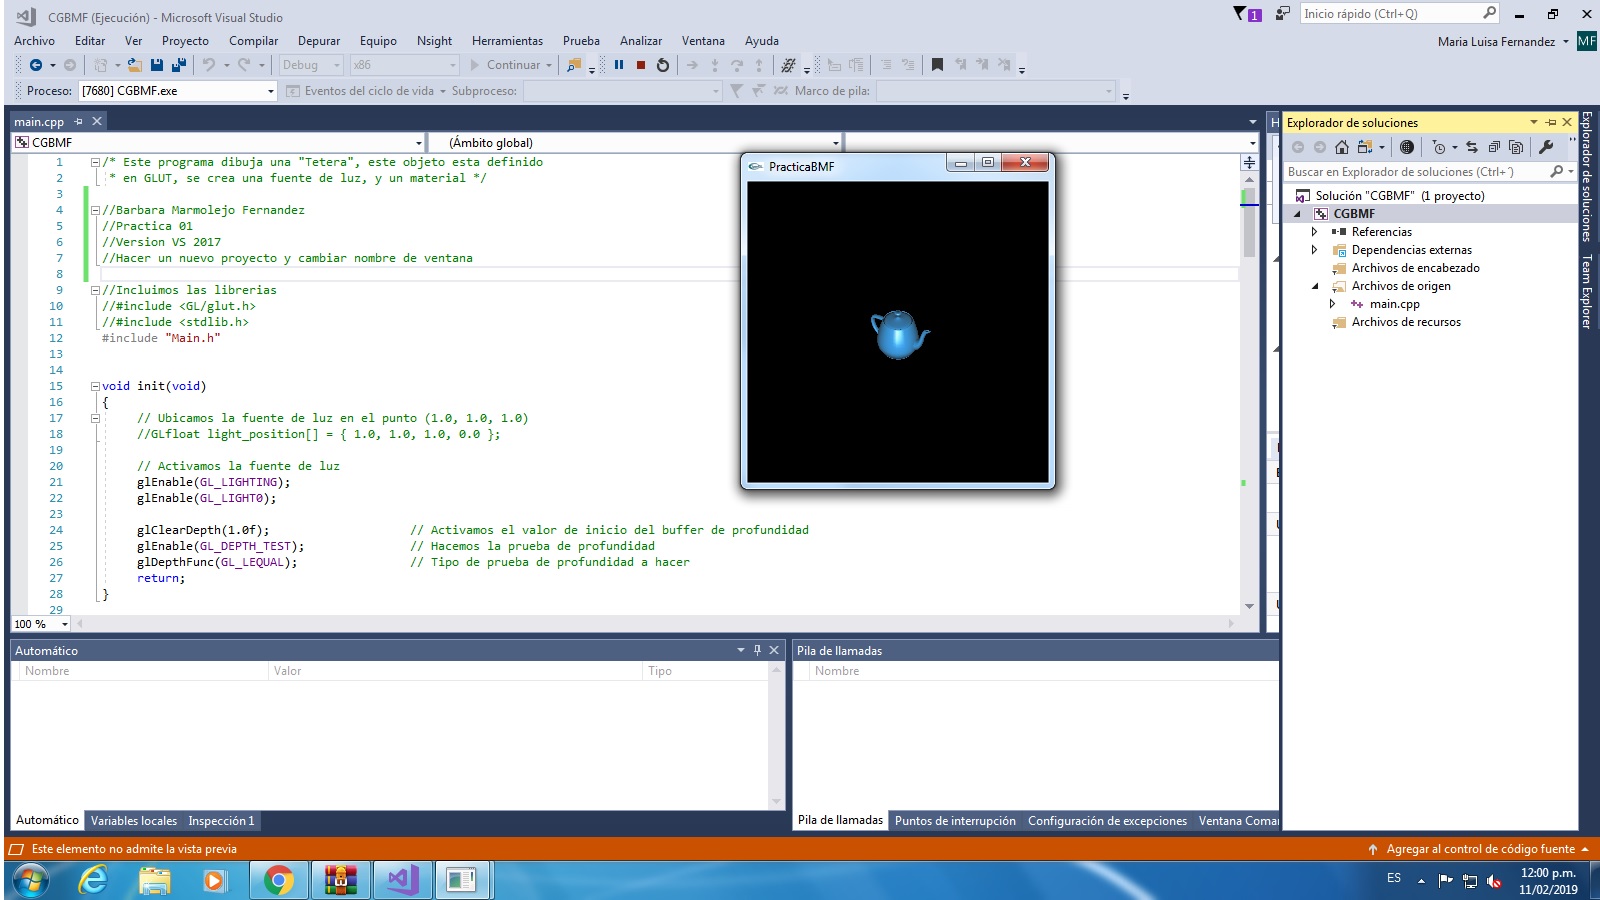 CGBMF (Ejecución) - Microsoft Visual Studio
1
Inicio rápido (Ctrl+Q)
Archivo Editar Ver Proyecto Compilar Depurar Equipo Nsight Herramientas Prueba Analizar Ventana Ayuda
Maria Luisa Fernandez MF
Debug x86 Continuar
Proceso: [7680] CGBMF.exe Eventos del ciclo de vida Subproceso: Marco de pila:
main.cpp
CGBMF (Ámbito global)
1 /* Este programa dibuja una "Tetera", este objeto esta definido
2 * en GLUT, se crea una fuente de luz, y un material */
3
4 //Barbara Marmolejo Fernandez
5 //Practica 01
6 //Version VS 2017
7 //Hacer un nuevo proyecto y cambiar nombre de ventana
8
9 //Incluimos las librerias
10 //#include <GL/glut.h>
11 //#include <stdlib.h>
12 #include "Main.h"
13
14
15 void init(void)
16 {
17 // Ubicamos la fuente de luz en el punto (1.0, 1.0, 1.0)
18 //GLfloat light_position[] = { 1.0, 1.0, 1.0, 0.0 };
19
20 // Activamos la fuente de luz
21 glEnable(GL_LIGHTING);
22 glEnable(GL_LIGHT0);
23
24 glClearDepth(1.0f); // Activamos el valor de inicio del buffer de profundidad
25 glEnable(GL_DEPTH_TEST); // Hacemos la prueba de profundidad
26 glDepthFunc(GL_LEQUAL); // Tipo de prueba de profundidad a hacer
27 return;
28 }
29
100 %
PracticaBMF
Explorador de soluciones
Buscar en Explorador de soluciones (Ctrl+´)
Solución "CGBMF" (1 proyecto)
CGBMF
Referencias
Dependencias externas
Archivos de encabezado
Archivos de origen
main.cpp
Archivos de recursos
Explorador de soluciones
Team Explorer
Automático
Nombre Valor Tipo
Automático Variables locales Inspección 1
Pila de llamadas
Nombre
Pila de llamadas Puntos de interrupción Configuración de excepciones Ventana Coma
Este elemento no admite la vista previa
Agregar al control de código fuente
ES
12:00 p.m.
11/02/2019